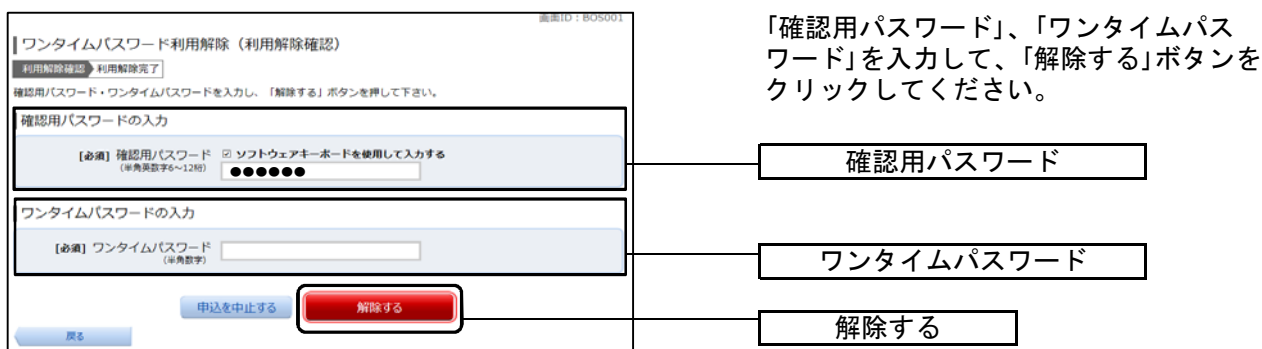 画面ID：BOS001
ワンタイムパスワード利用解除（利用解除確認）
利用解除確認 利用解除完了
確認用パスワード・ワンタイムパスワードを入力し、「解除する」ボタンを押して下さい。
確認用パスワードの入力
[必須] 確認用パスワード ☑ ソフトウェアキーボードを使用して入力する
(半角英数字6～12桁) ●●●●●●
ワンタイムパスワードの入力
[必須] ワンタイムパスワード
(半角数字)
申込を中止する 解除する
戻る
「確認用パスワード」、「ワンタイムパス
ワード」を入力して、「解除する」ボタンを
クリックしてください。
確認用パスワード
ワンタイムパスワード
解除する